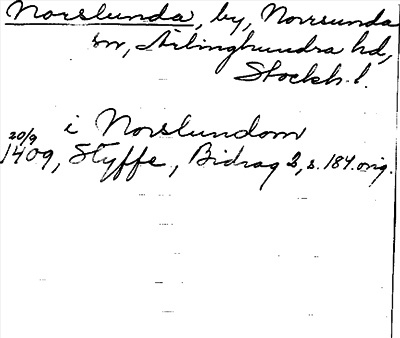 Norslunda, by, Norrsunda
sn, Ärlinghundra hd,
Stockh. l.
i Norslundom
20/9
1409, Styffe, Bidrag 2, s. 184. orig.